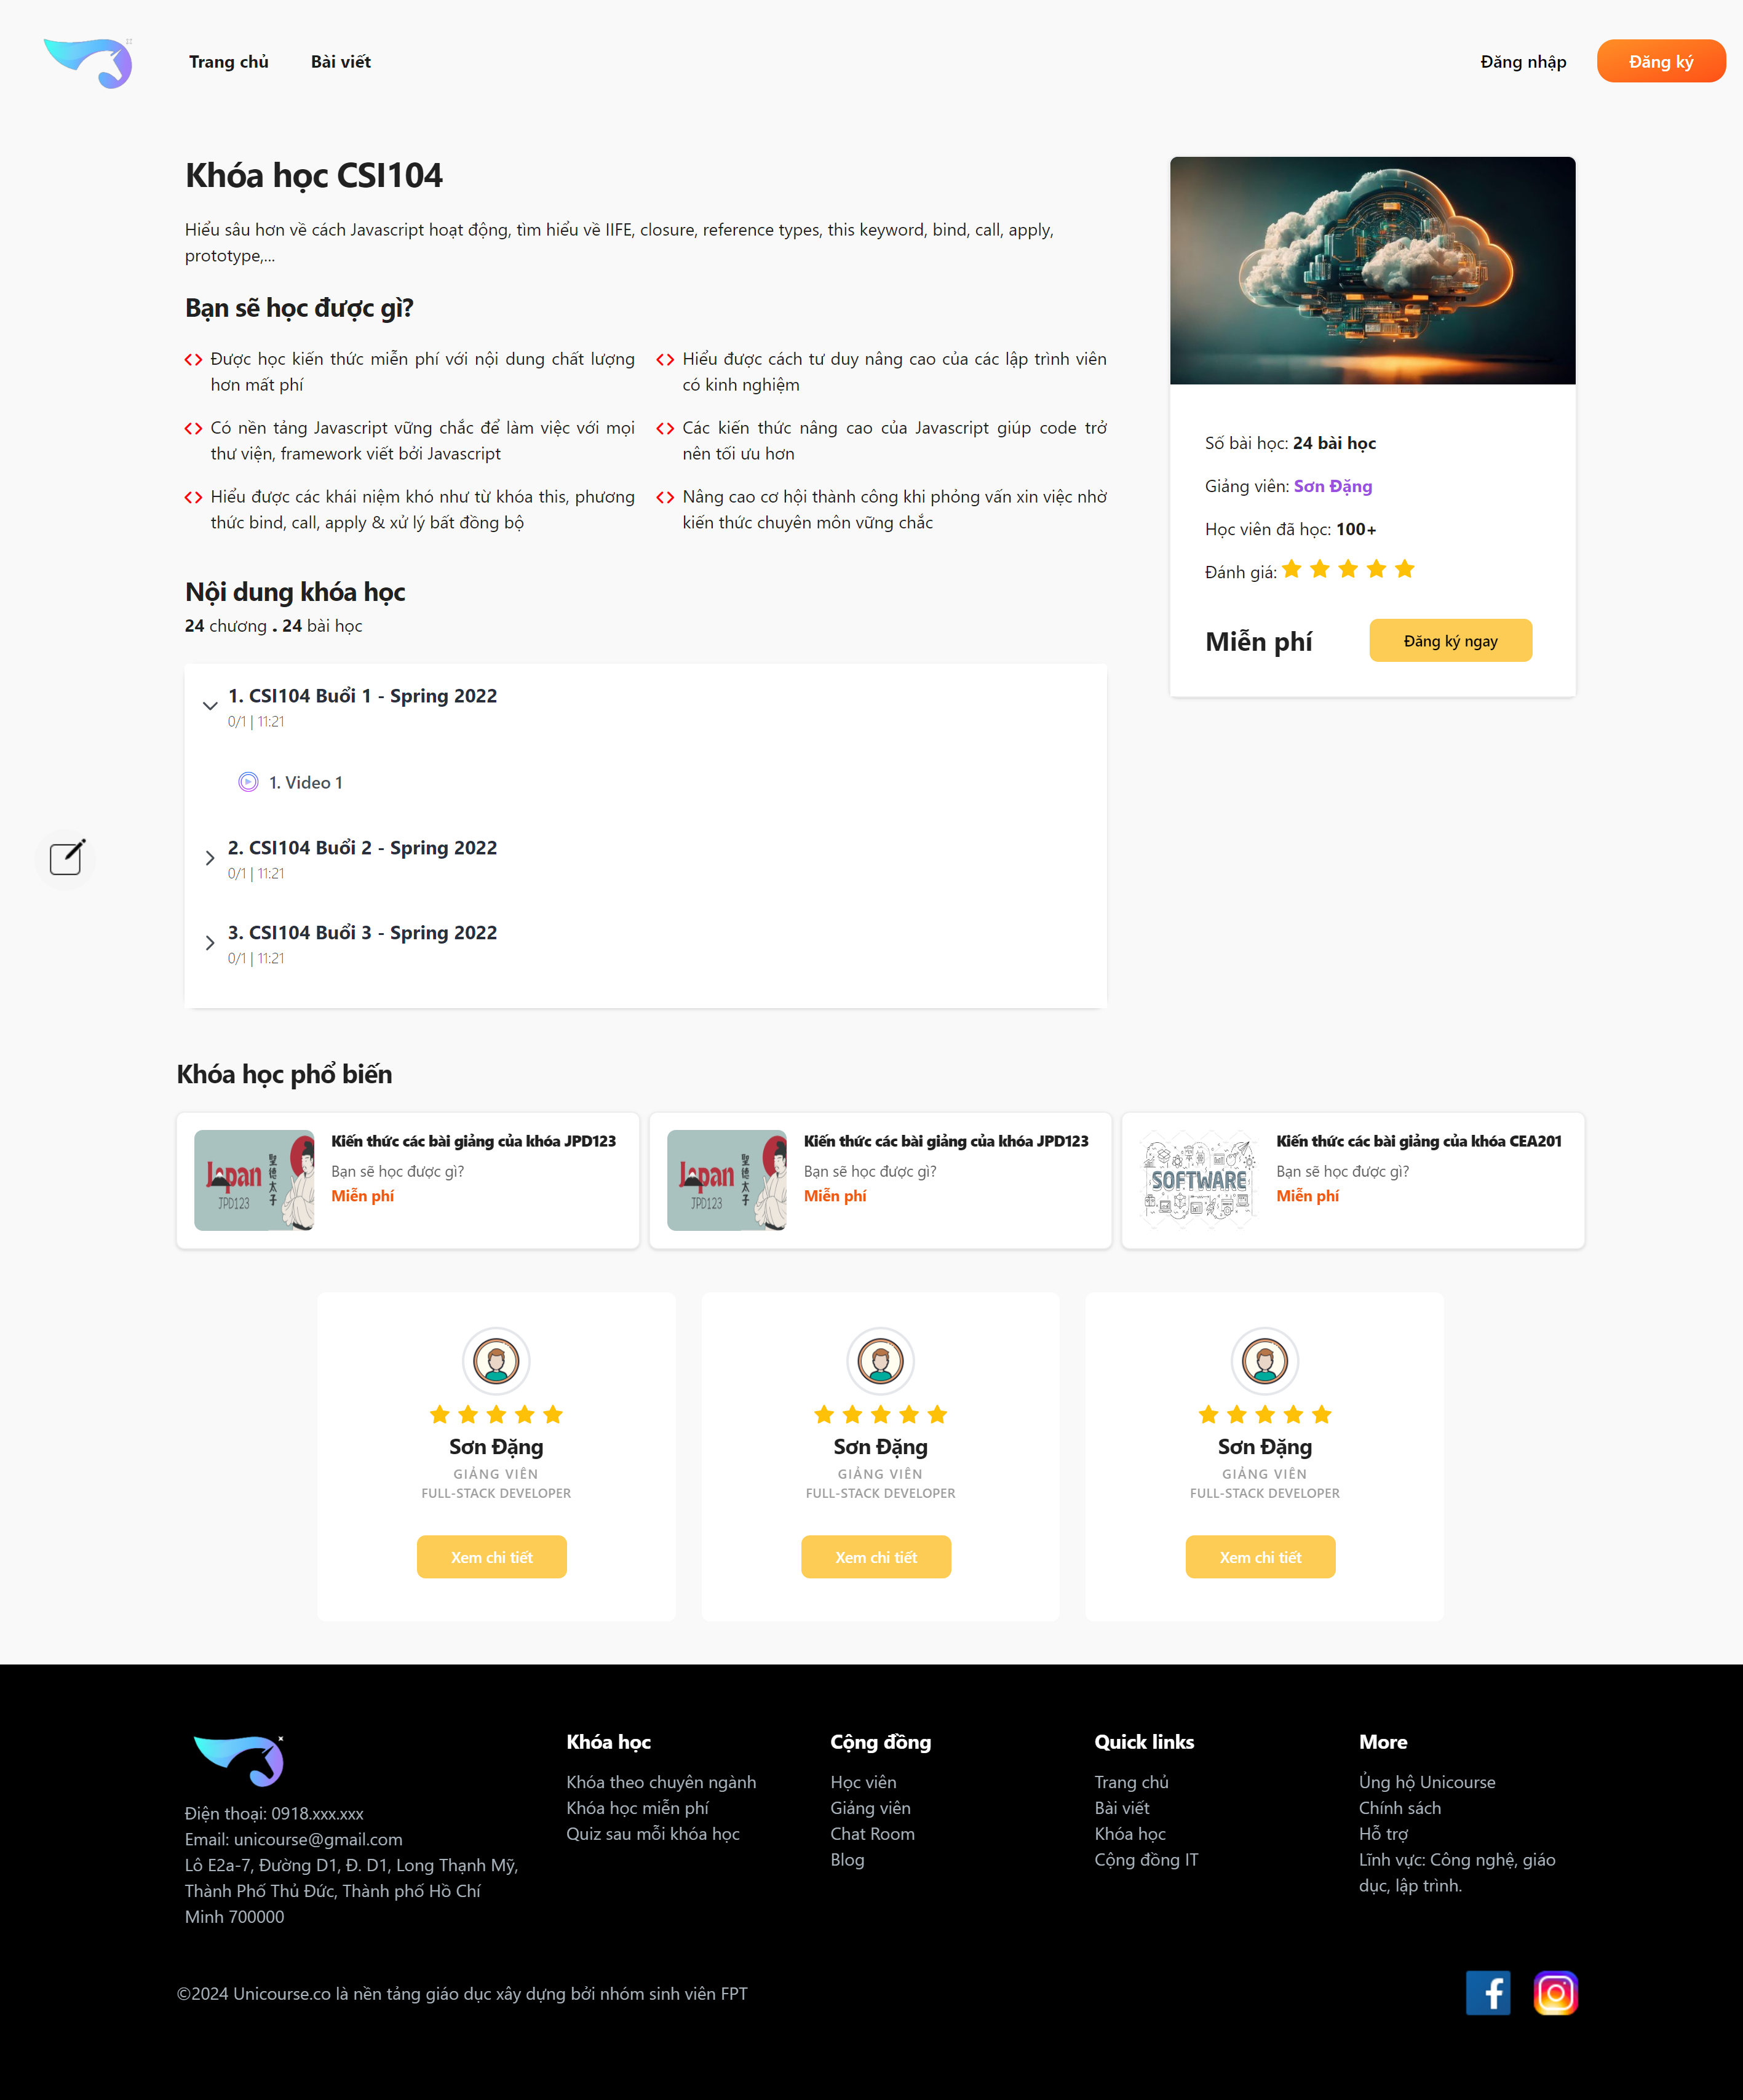 Trang chủ
Bài viết
Đăng nhập
Đăng ký
Khóa học CSI104
Hiểu sâu hơn về cách Javascript hoạt động, tìm hiểu về IIFE, closure, reference types, this keyword, bind, call, apply,
prototype,...
Bạn sẽ học được gì?
Được học kiến thức miễn phí với nội dung chất lượng
hơn mất phí
Hiểu được cách tư duy nâng cao của các lập trình viên
có kinh nghiệm
Có nền tảng Javascript vững chắc để làm việc với mọi
thư viện, framework viết bởi Javascript
Các kiến thức nâng cao của Javascript giúp code trở
nên tối ưu hơn
Hiểu được các khái niệm khó như từ khóa this, phương
thức bind, call, apply & xử lý bất đồng bộ
Nâng cao cơ hội thành công khi phỏng vấn xin việc nhờ
kiến thức chuyên môn vững chắc
Số bài học: 24 bài học
Giảng viên: Sơn Đặng
Học viên đã học: 100+
Đánh giá:
Miễn phí
Đăng ký ngay
Nội dung khóa học
24 chương . 24 bài học
1. CSI104 Buổi 1 - Spring 2022
0/1 | 11:21
1. Video 1
2. CSI104 Buổi 2 - Spring 2022
0/1 | 11:21
3. CSI104 Buổi 3 - Spring 2022
0/1 | 11:21
Khóa học phổ biến
Japan
JPD123
聖徳太子
Kiến thức các bài giảng của khóa JPD123
Bạn sẽ học được gì?
Miễn phí
Japan
JPD123
聖徳太子
Kiến thức các bài giảng của khóa JPD123
Bạn sẽ học được gì?
Miễn phí
SOFTWARE
Kiến thức các bài giảng của khóa CEA201
Bạn sẽ học được gì?
Miễn phí
Sơn Đặng
GIẢNG VIÊN
FULL-STACK DEVELOPER
Xem chi tiết
Sơn Đặng
GIẢNG VIÊN
FULL-STACK DEVELOPER
Xem chi tiết
Sơn Đặng
GIẢNG VIÊN
FULL-STACK DEVELOPER
Xem chi tiết
Điện thoại: 0918.xxx.xxx
Email: unicourse@gmail.com
Lô E2a-7, Đường D1, Đ. D1, Long Thạnh Mỹ,
Thành Phố Thủ Đức, Thành phố Hồ Chí
Minh 700000
Khóa học
Khóa theo chuyên ngành
Khóa học miễn phí
Quiz sau mỗi khóa học
Cộng đồng
Học viên
Giảng viên
Chat Room
Blog
Quick links
Trang chủ
Bài viết
Khóa học
Cộng đồng IT
More
Ủng hộ Unicourse
Chính sách
Hỗ trợ
Lĩnh vực: Công nghệ, giáo
dục, lập trình.
©2024 Unicourse.co là nền tảng giáo dục xây dựng bởi nhóm sinh viên FPT